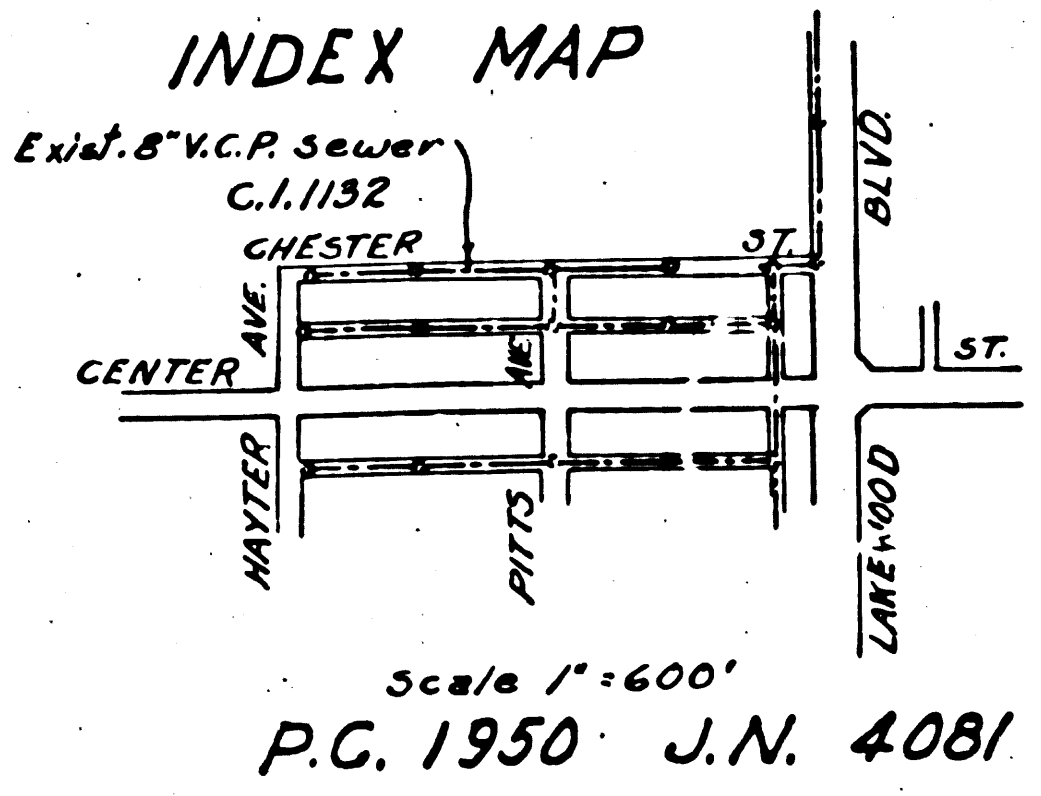 INDEX MAP
Exist. 8" V.C.P. sewer
C.I. 1132
CHESTER ST.
BLVD.
AVE.
CENTER ST.
AVE.
HAYTER
PITTS
LAKEWOOD
Scale 1" = 600'
P.C. 1950 J.N. 4081